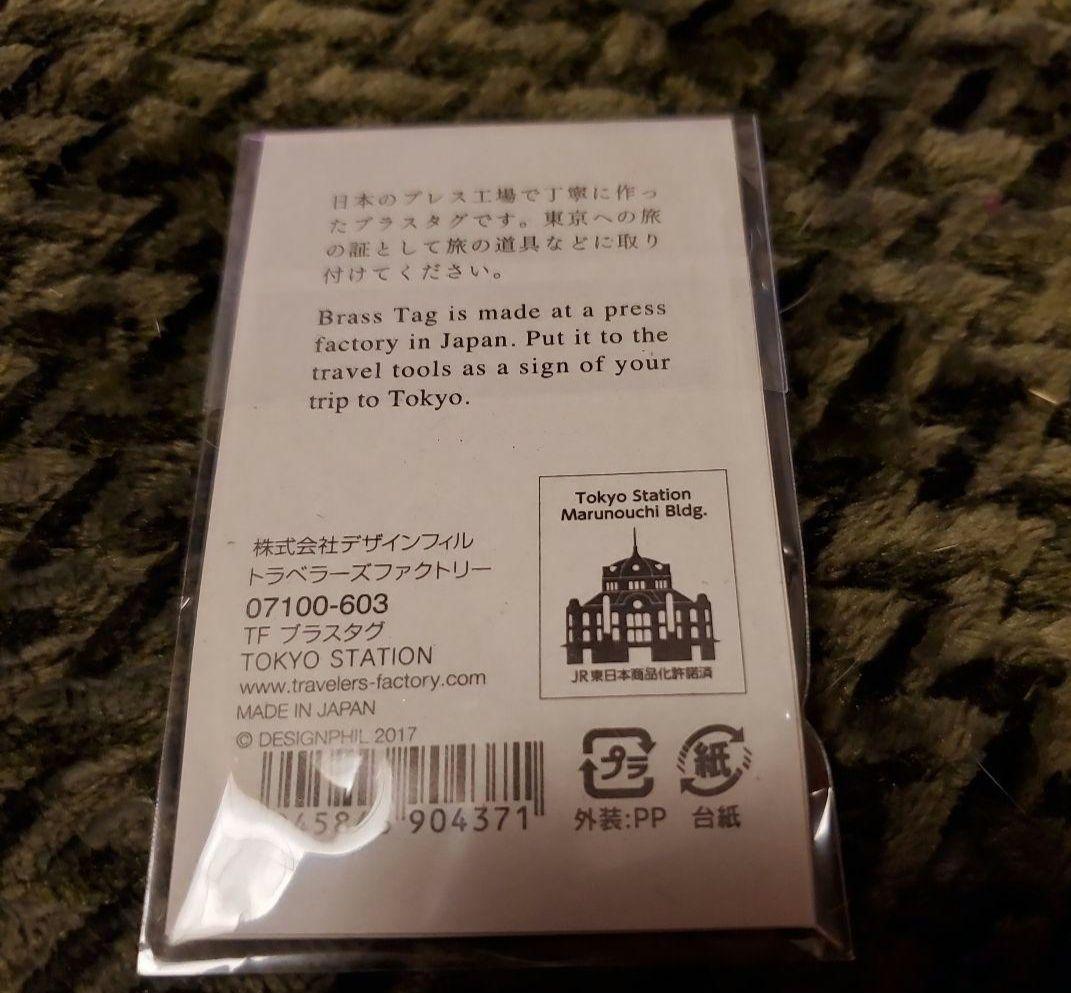 日本のプレス工場で丁寧に作っ
たブラスタグです。東京への旅
の証として旅の道具などに取り
付けてください。
Brass Tag is made at a press
factory in Japan. Put it to the
travel tools as a sign of your
trip to Tokyo.
Tokyo Station
Marunouchi Bldg.
JR東日本商品化許諾済
株式会社デザインフィル
トラベラーズファクトリー
07100-603
TF ブラスタグ
TOKYO STATION
www.travelers-factory.com
MADE IN JAPAN
© DESIGNPHIL 2017
904371
プラ
外装:PP
紙
台紙